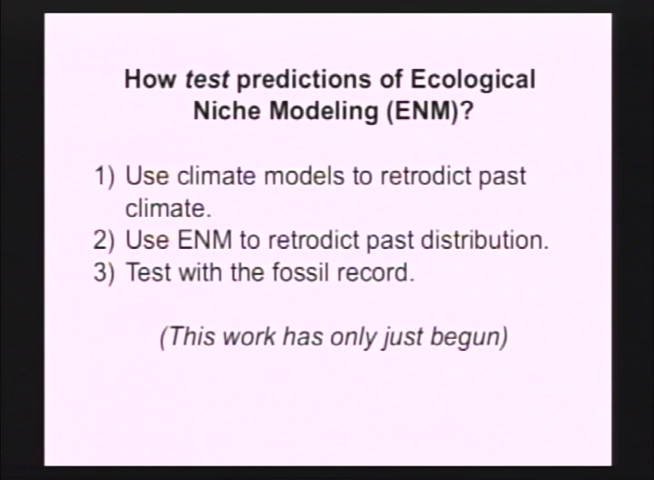 How test predictions of Ecological
Niche Modeling (ENM)?
1) Use climate models to retrodict past
climate.
2) Use ENM to retrodict past distribution.
3) Test with the fossil record.
(This work has only just begun)